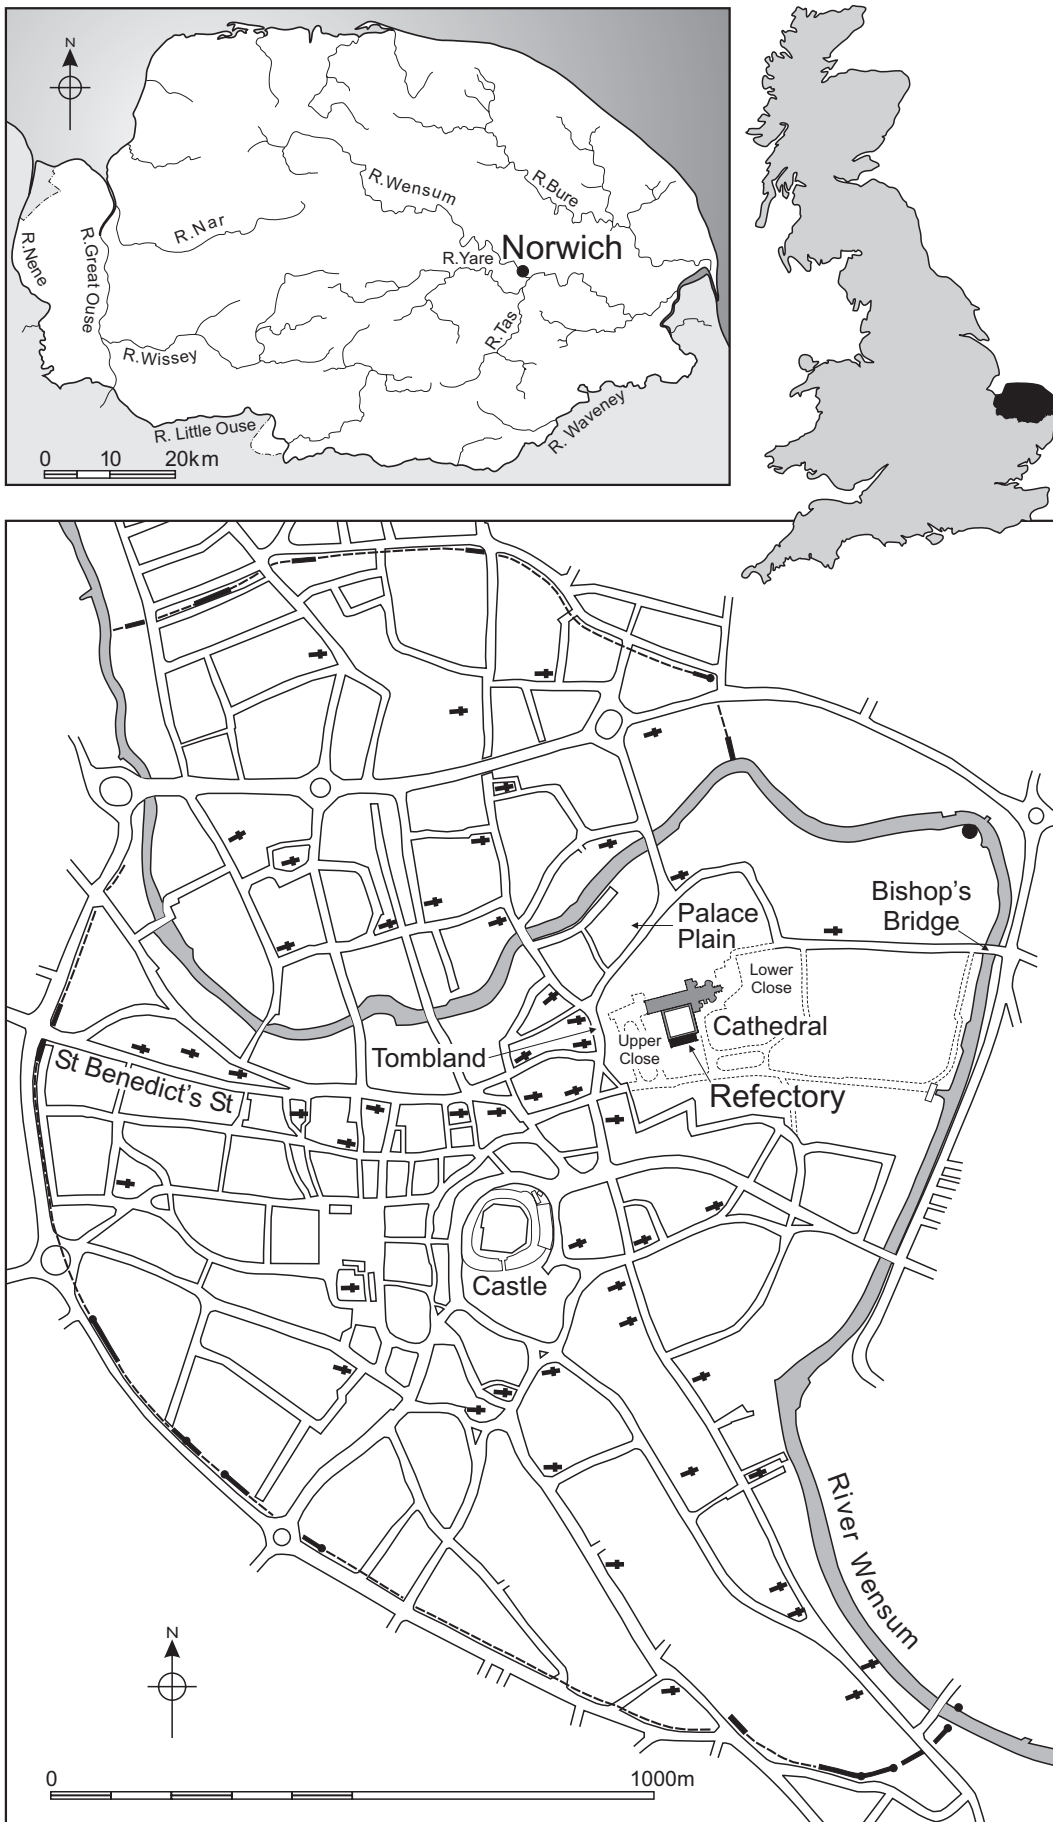 N
R.Wensum
R.Bure
R.Nar
R.Yare
Norwich
R.Nene
R.Great Ouse
R.Tas
R.Wissey
R. Little Ouse
R. Waveney
0 10 20km
Bishop's
Bridge
Palace
Plain
Lower
Close
Cathedral
Upper
Close
Tombland
St Benedict's St
Refectory
Castle
River Wensum
N
0 1000m